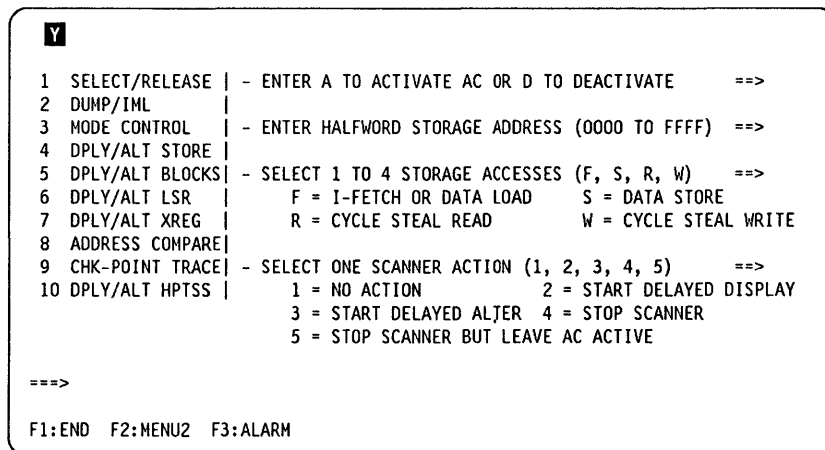 Y
1 SELECT/RELEASE | - ENTER A TO ACTIVATE AC OR D TO DEACTIVATE ==>
2 DUMP/IML |
3 MODE CONTROL | - ENTER HALFWORD STORAGE ADDRESS (0000 TO FFFF) ==>
4 DPLY/ALT STORE |
5 DPLY/ALT BLOCKS| - SELECT 1 TO 4 STORAGE ACCESSES (F, S, R, W) ==>
6 DPLY/ALT LSR | F = I-FETCH OR DATA LOAD S = DATA STORE
7 DPLY/ALT XREG | R = CYCLE STEAL READ W = CYCLE STEAL WRITE
8 ADDRESS COMPARE|
9 CHK-POINT TRACE| - SELECT ONE SCANNER ACTION (1, 2, 3, 4, 5) ==>
10 DPLY/ALT HPTSS | 1 = NO ACTION 2 = START DELAYED DISPLAY
3 = START DELAYED ALTER 4 = STOP SCANNER
5 = STOP SCANNER BUT LEAVE AC ACTIVE
===>
F1:END F2:MENU2 F3:ALARM